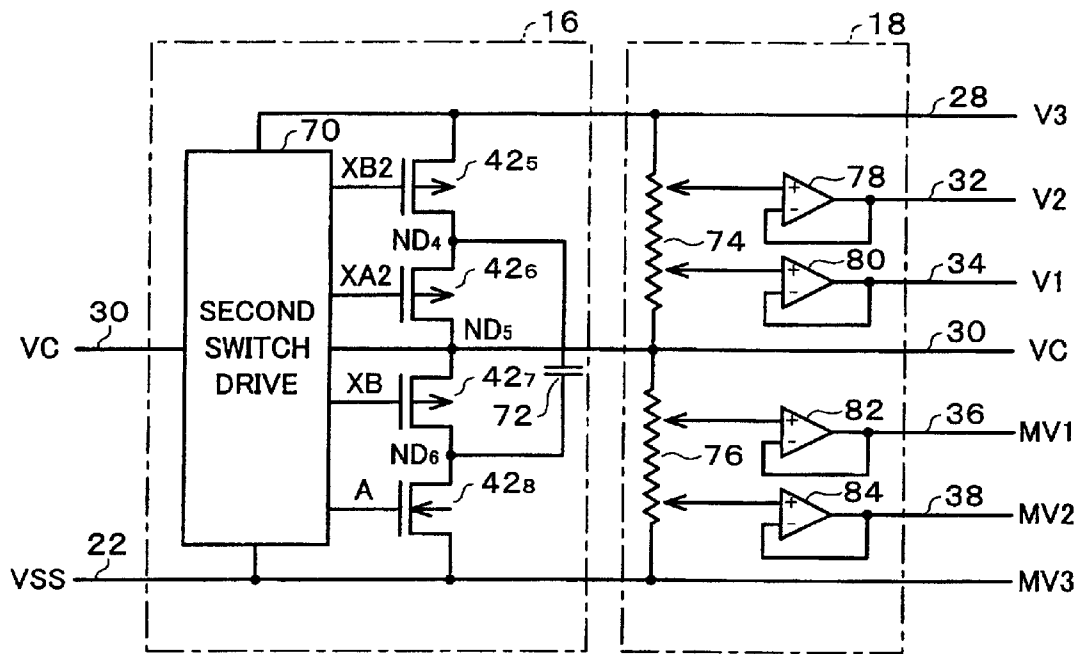 16
18
28
V3
70
XB2
42₅
78
32
V2
ND₄
74
XA2
42₆
80
34
V1
30
SECOND
SWITCH
DRIVE
ND₅
30
VC
VC
XB
42₇
72
82
36
MV1
ND₆
76
A
42₈
84
38
MV2
22
VSS
MV3
+
-
+
-
+
-
+
-